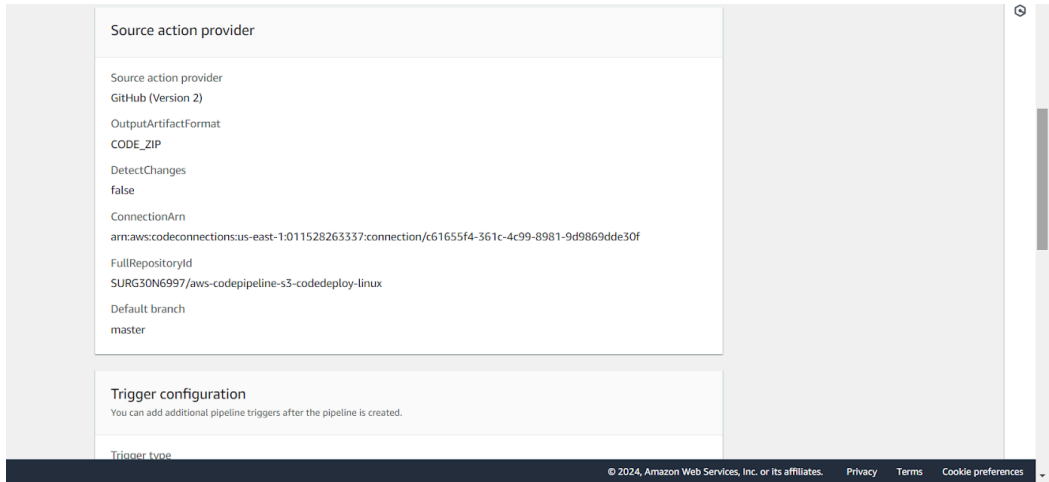 Source action provider
Source action provider
GitHub (Version 2)
OutputArtifactFormat
CODE_ZIP
DetectChanges
false
ConnectionArn
arn:aws:codeconnections:us-east-1:011528263337:connection/c61655f4-361c-4c99-8981-9d9869dde30f
FullRepositoryId
SURG30N6997/aws-codepipeline-s3-codedeploy-linux
Default branch
master
Trigger configuration
You can add additional pipeline triggers after the pipeline is created.
Trigger type
© 2024, Amazon Web Services, Inc. or its affiliates. Privacy Terms Cookie preferences